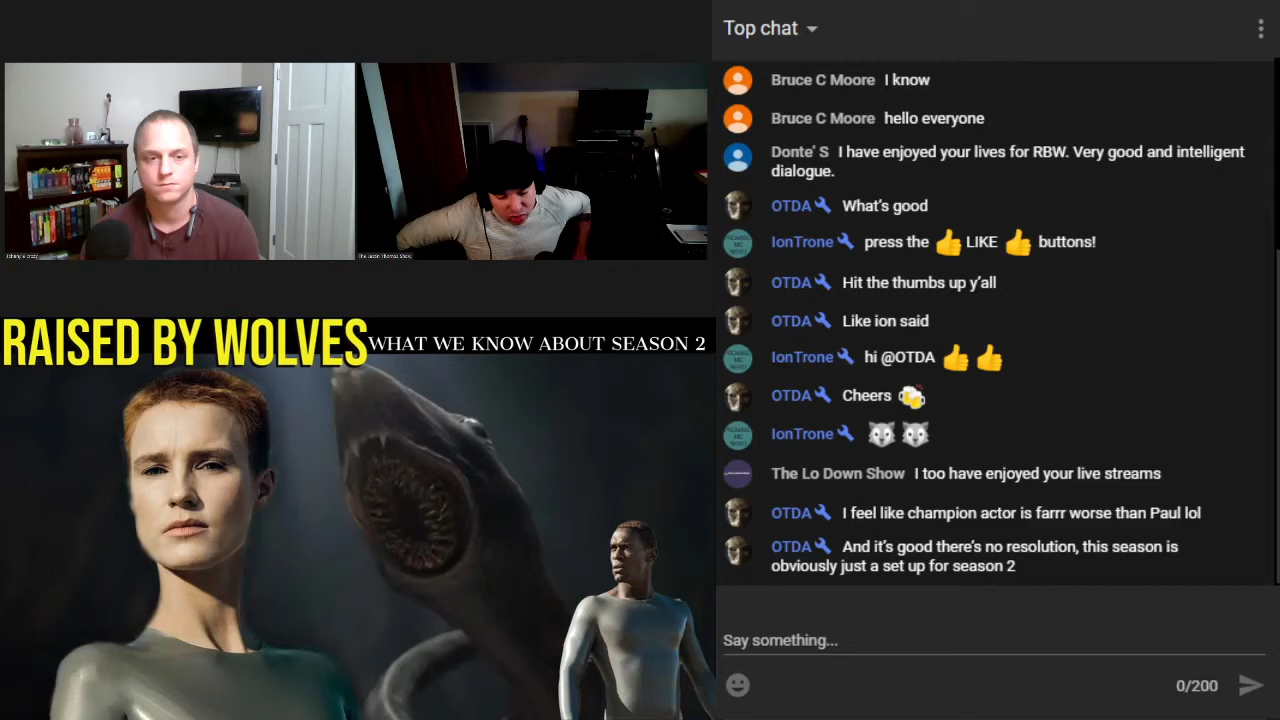 Top chat
Bruce C Moore I know
Bruce C Moore hello everyone
Donte' S I have enjoyed your lives for RBW. Very good and intelligent
dialogue.
OTDA What's good
IonTrone press the 👍 LIKE 👍 buttons!
OTDA Hit the thumbs up y'all
OTDA Like ion said
IonTrone hi @OTDA 👍 👍
OTDA Cheers 🍻
IonTrone 🐺 🐺
The Lo Down Show I too have enjoyed your live streams
OTDA I feel like champion actor is farrr worse than Paul lol
OTDA And it's good there's no resolution, this season is
obviously just a set up for season 2
Say something...
0/200
The Justin Thomas Show
RAISED BY WOLVES
WHAT WE KNOW ABOUT SEASON 2